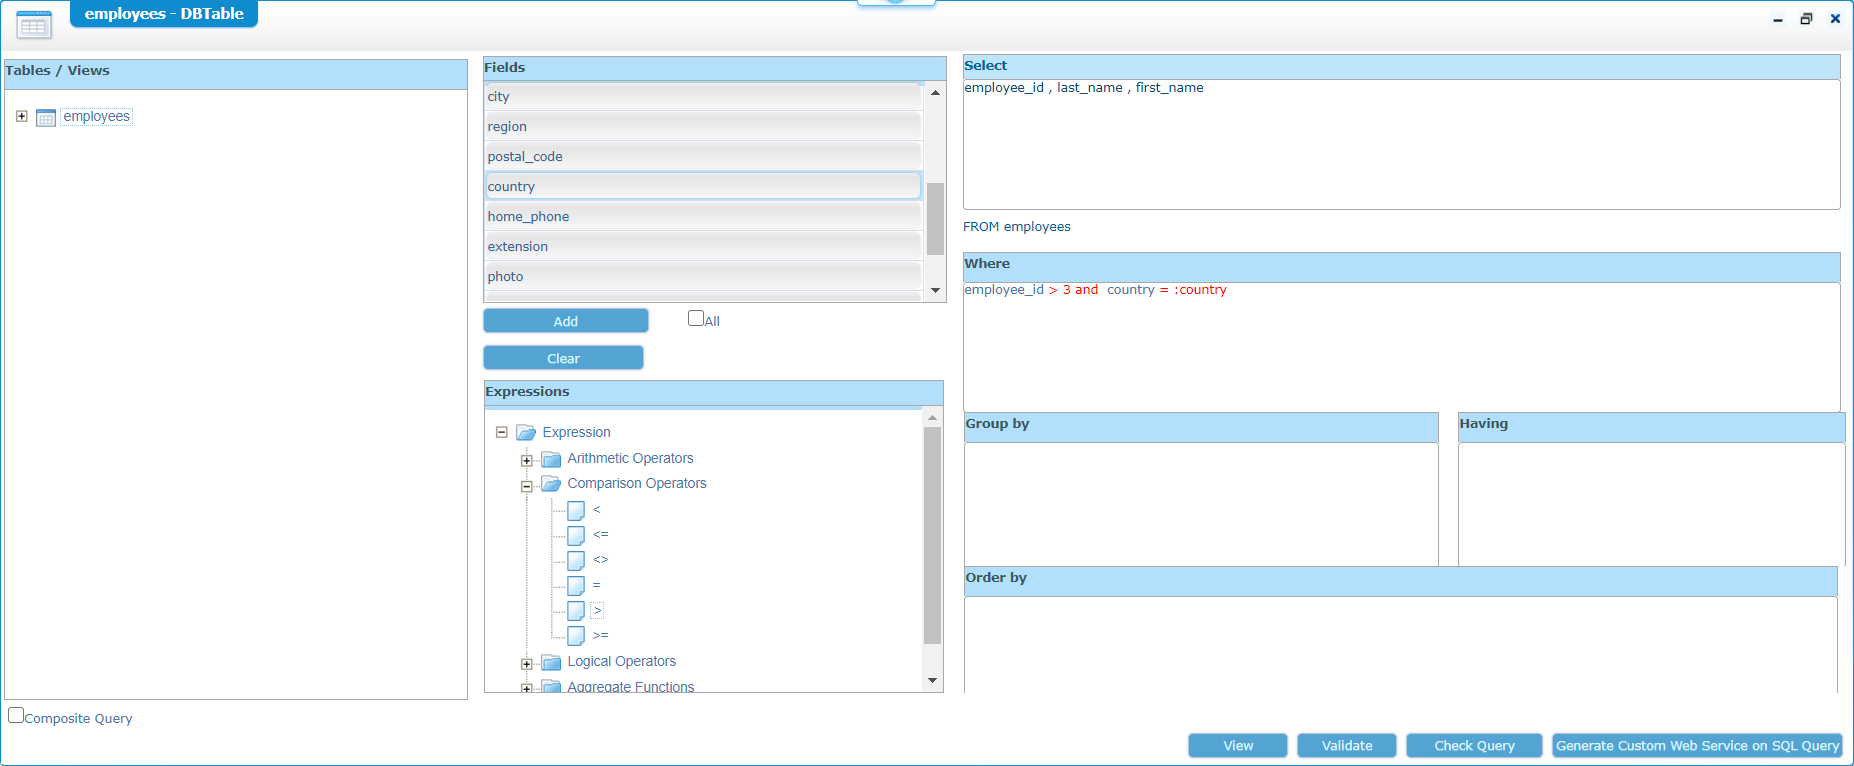 employees - DBTable
Tables / Views
employees
Composite Query
Fields
city
region
postal_code
country
home_phone
extension
photo
Add
All
Clear
Expressions
Expression
Arithmetic Operators
Comparison Operators
<
<=
<>
=
>
>=
Logical Operators
Aggregate Functions
Select
employee_id , last_name , first_name
FROM employees
Where
employee_id > 3 and  country = :country
Group by
Having
Order by
View
Validate
Check Query
Generate Custom Web Service on SQL Query